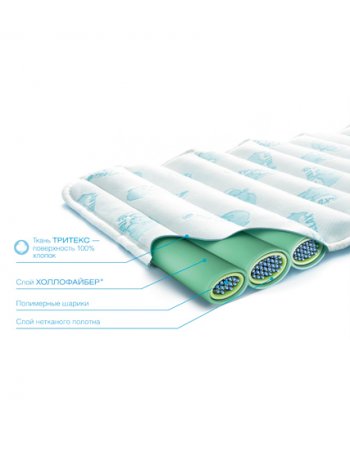 Ткань ТРИТЕКС —
поверхность 100%
хлопок
Слой ХОЛЛОФАЙБЕР®
Полимерные шарики
Слой нетканого полотна